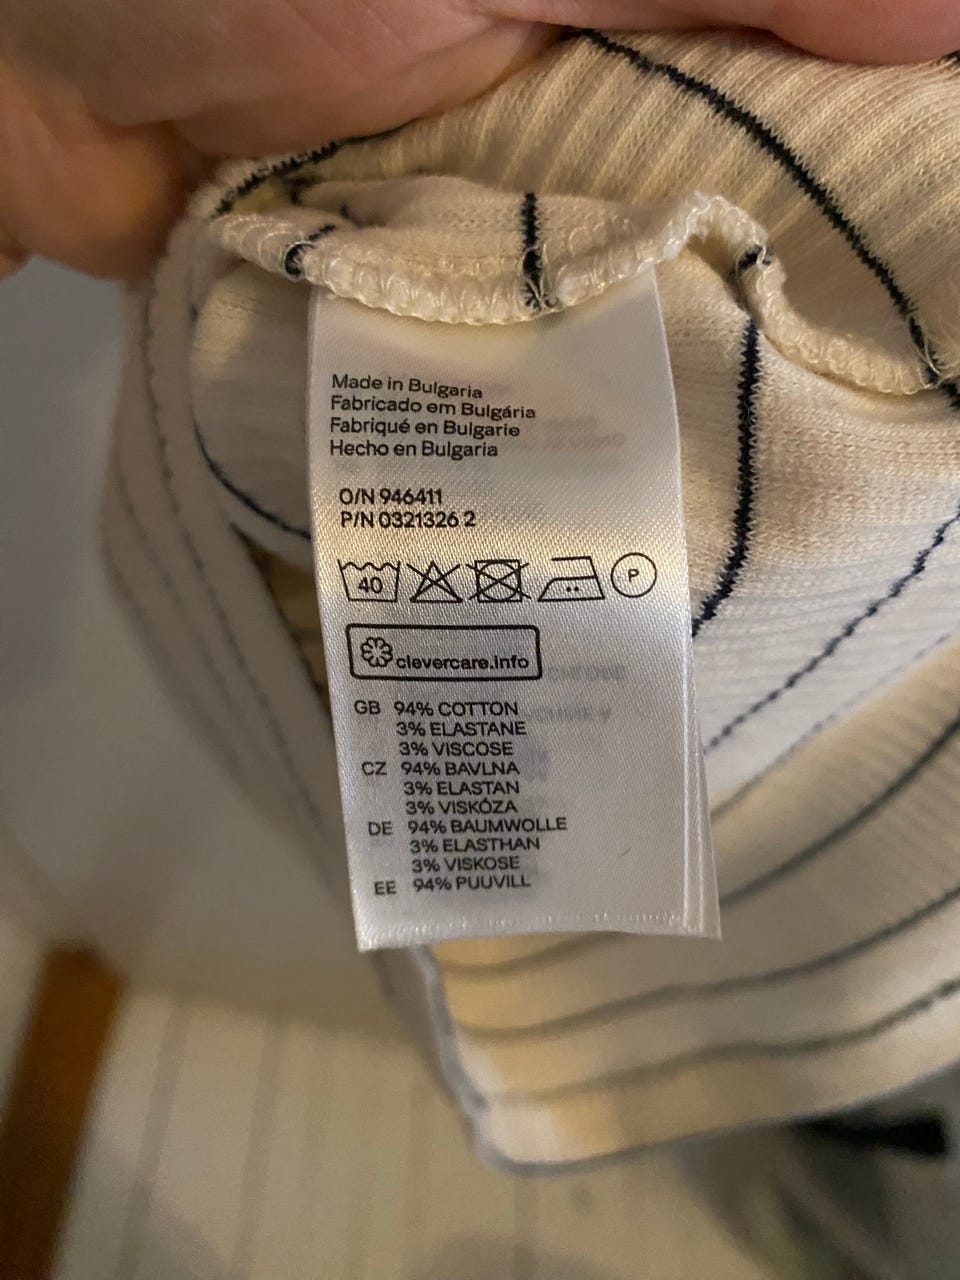 Made in Bulgaria
Fabricado em Bulgária
Fabriqué en Bulgarie
Hecho en Bulgaria
O/N 946411
P/N 0321326 2
40 P
clevercare.info
GB 94% COTTON
3% ELASTANE
3% VISCOSE
CZ 94% BAVLNA
3% ELASTAN
3% VISKÓZA
DE 94% BAUMWOLLE
3% ELASTHAN
3% VISKOSE
EE 94% PUUVILL